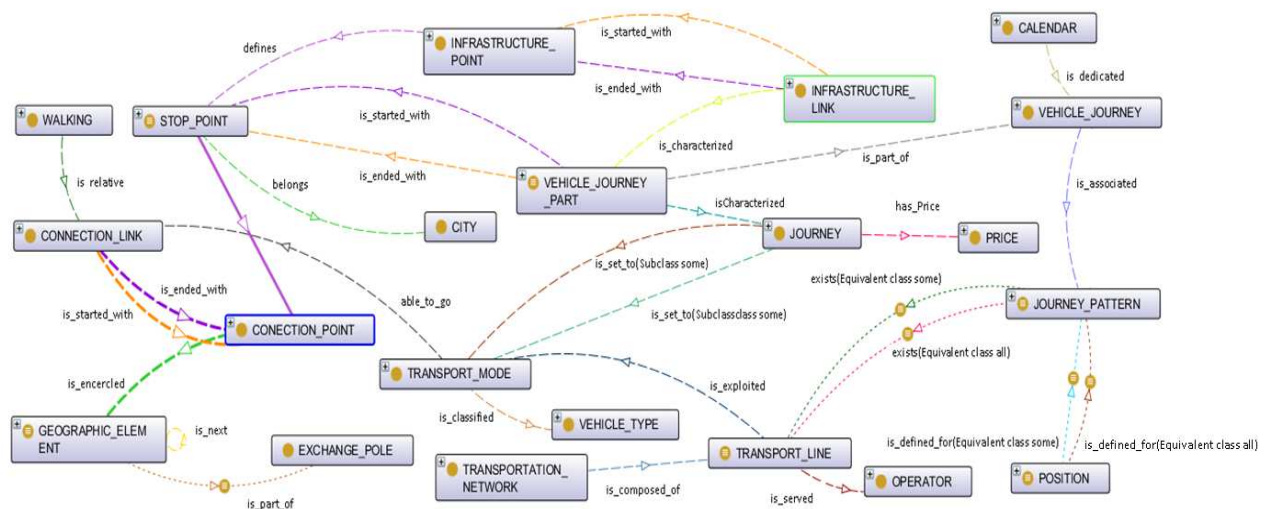 INFRASTRUCTURE_
POINT
is_started_with
CALENDAR
defines
is_ended_with
INFRASTRUCTURE_
LINK
is_dedicated
WALKING
STOP_POINT
is_started_with
VEHICLE_JOURNEY
is_characterized
is_part_of
is_ended_with
VEHICLE_JOURNEY
_PART
is_relative
belongs
is_associated
isCharacterized
has_Price
CITY
CONNECTION_LINK
JOURNEY
PRICE
is_set_to(Subclass some)
is_ended_with
exists(Equivalent class some)
able_to_go
JOURNEY_PATTERN
is_started_with
CONECTION_POINT
is_set_to(Subclassclass some)
exists(Equivalent class all)
TRANSPORT_MODE
is_encercled
is_exploited
is_classified
VEHICLE_TYPE
GEOGRAPHIC_ELEM
ENT
is_next
EXCHANGE_POLE
is_defined_for(Equivalent class some)
is_defined_for(Equivalent class all)
TRANSPORT_LINE
TRANSPORTATION_
NETWORK
is_composed_of
is_served
OPERATOR
POSITION
is_part_of